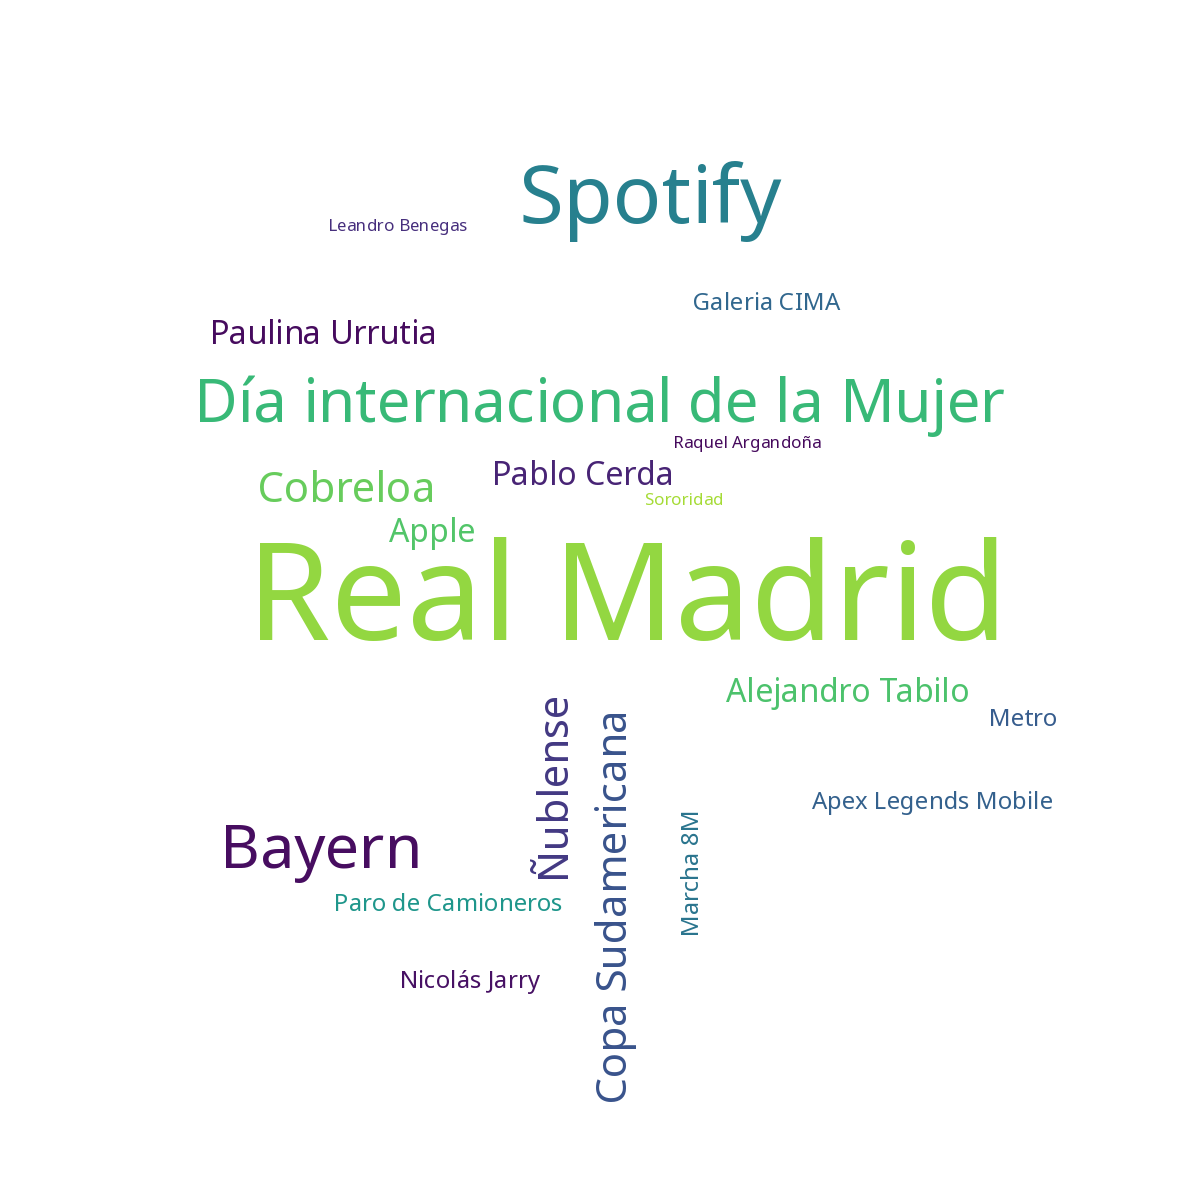 Spotify
Leandro Benegas
Galeria CIMA
Paulina Urrutia
Día internacional de la Mujer
Raquel Argandoña
Pablo Cerda
Cobreloa
Sororidad
Apple
Real Madrid
Alejandro Tabilo
Metro
Ñublense
Copa Sudamericana
Apex Legends Mobile
Marcha 8M
Bayern
Paro de Camioneros
Nicolás Jarry